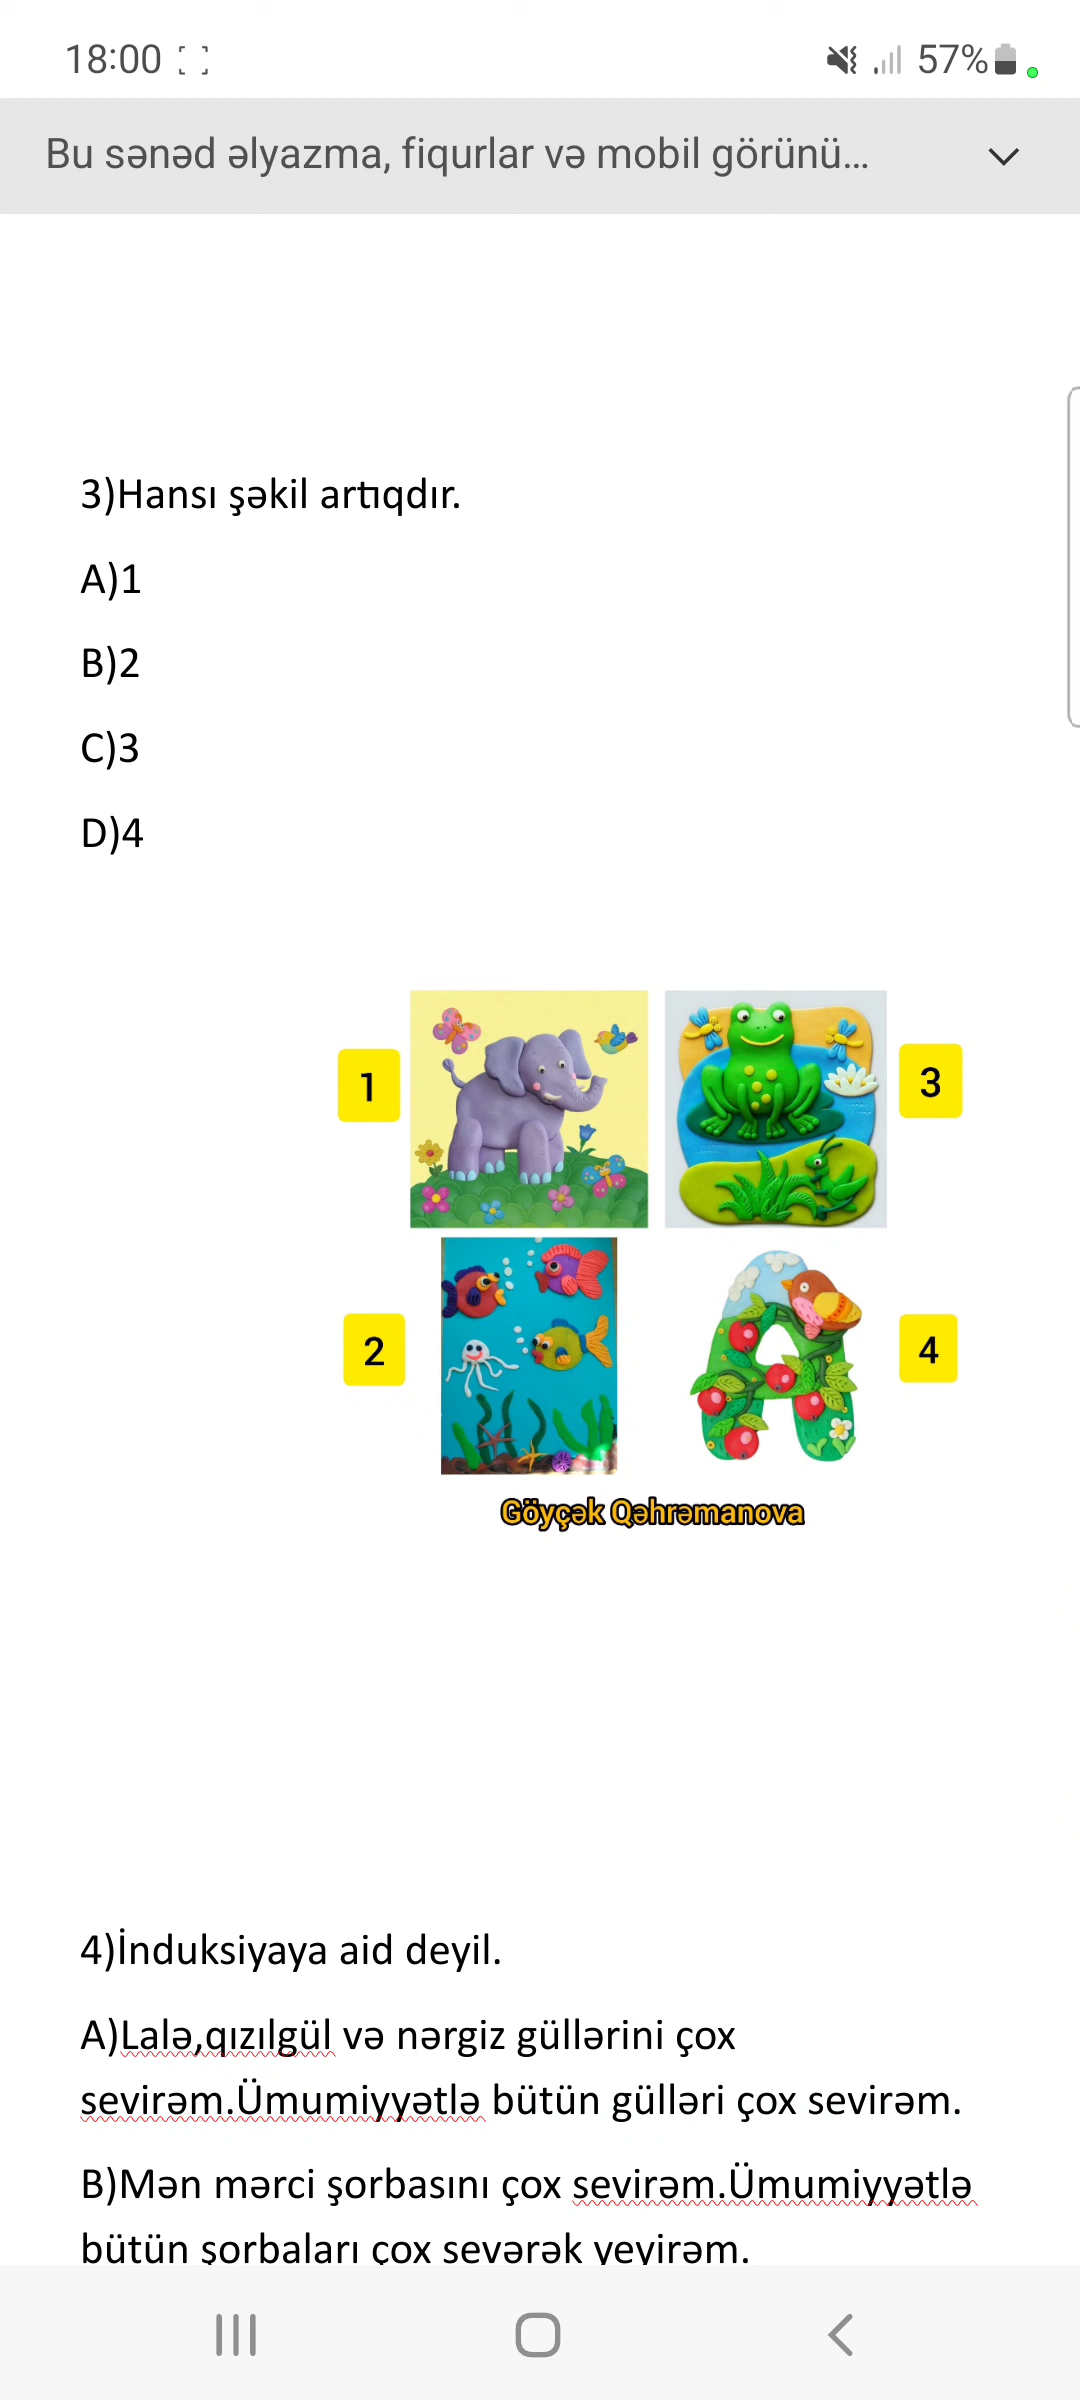 18:00
57%
Bu sənəd əlyazma, fiqurlar və mobil görünü...
3)Hansı şəkil artıqdır.
A)1
B)2
C)3
D)4
1
3
2
4
Göyçək Qəhrəmanova
4)İnduksiyaya aid deyil.
A)Lalə,qızılgül və nərgiz güllərini çox
sevirəm.Ümumiyyətlə bütün gülləri çox sevirəm.
B)Mən mərci şorbasını çox sevirəm.Ümumiyyətlə
bütün şorbaları çox sevərək yeyirəm.